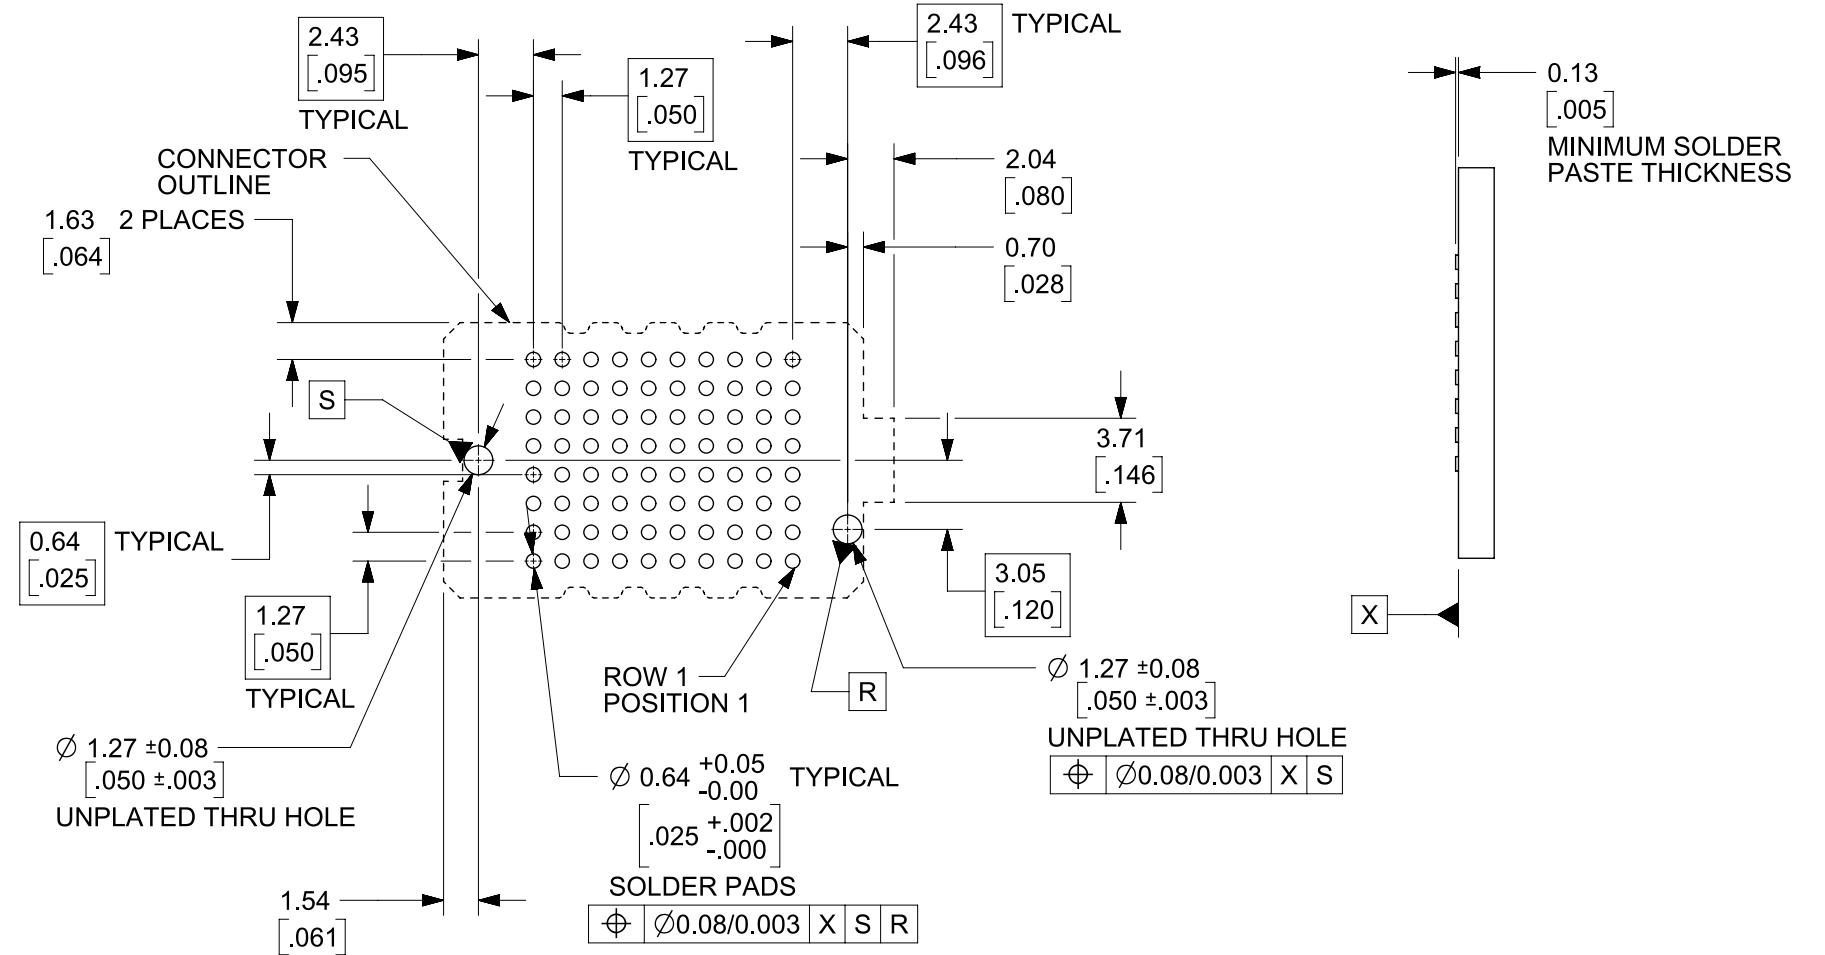 2.43
[.095]
TYPICAL
2.43 TYPICAL
[.096]
1.27
[.050]
TYPICAL
0.13
[.005]
MINIMUM SOLDER
PASTE THICKNESS
CONNECTOR
OUTLINE
1.63 2 PLACES
[.064]
2.04
[.080]
0.70
[.028]
S
3.71
[.146]
0.64 TYPICAL
[.025]
3.05
[.120]
1.27
[.050]
TYPICAL
X
ROW 1
POSITION 1
R
∅ 1.27 ±0.08
[.050 ±.003]
UNPLATED THRU HOLE
⌖ ∅0.08/0.003 X S
∅ 1.27 ±0.08
[.050 ±.003]
UNPLATED THRU HOLE
∅ 0.64 +0.05 TYPICAL
-0.00
[.025 +.002
-.000]
SOLDER PADS
⌖ ∅0.08/0.003 X S R
1.54
[.061]